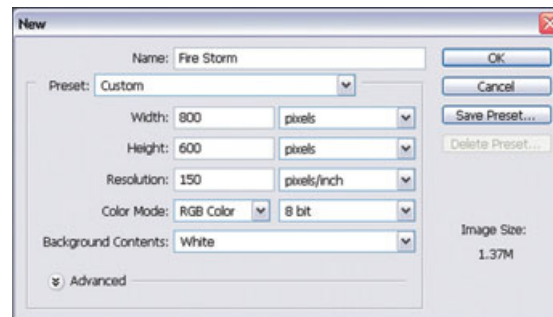 New
Name: Fire Storm
OK
Preset: Custom
Cancel
Width: 800 pixels
Save Preset...
Height: 600 pixels
Delete Preset...
Resolution: 150 pixels/inch
Color Mode: RGB Color 8 bit
Image Size:
Background Contents: White
1.37M
Advanced